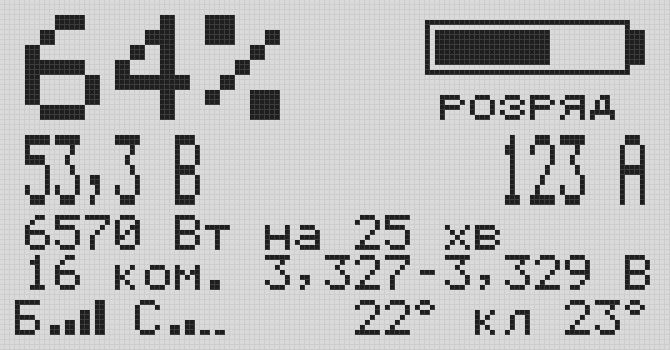 64%
РОЗРЯД
53,3 В 123 А
6570 Вт на 25 хв
16 ком. 3,327-3,329 В
Б С 22° кл 23°